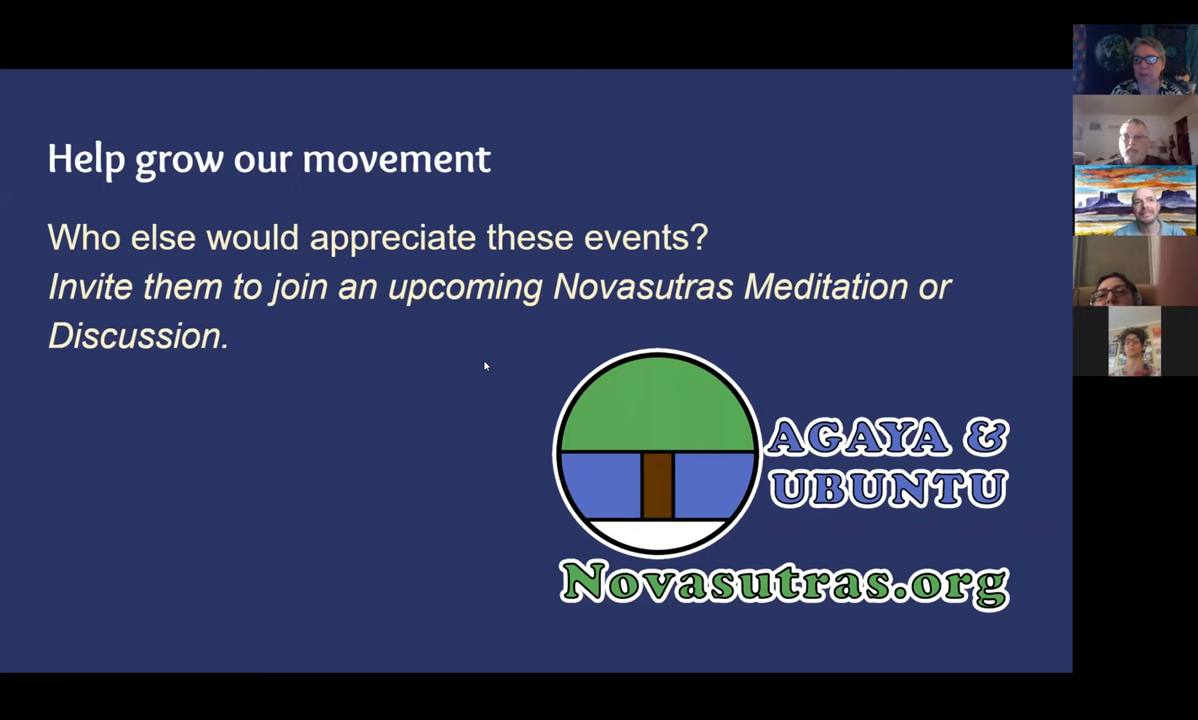 Help grow our movement
Who else would appreciate these events?
Invite them to join an upcoming Novasutras Meditation or
Discussion.
AGAYA &
UBUNTU
Novasutras.org